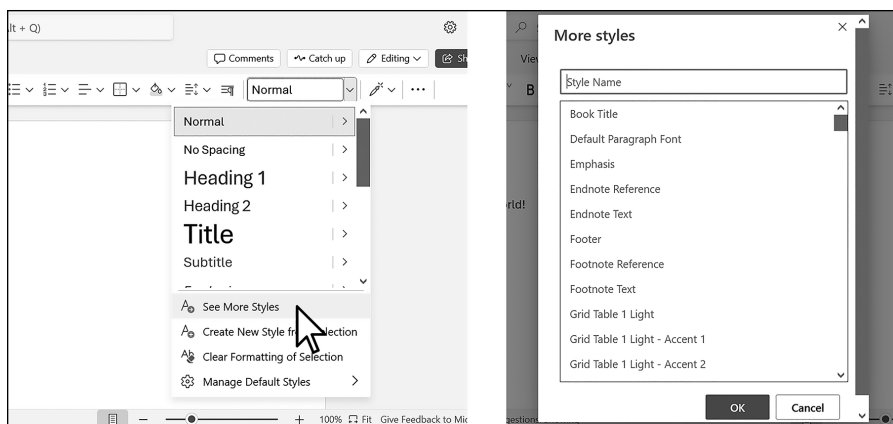 lt + Q)
Comments
Catch up
Editing
Sh
Normal
Normal
No Spacing
Heading 1
Heading 2
Title
Subtitle
See More Styles
Create New Style from Selection
Clear Formatting of Selection
Manage Default Styles
100%
Fit
Give Feedback to Mic
View
B
rld!
More styles
Style Name
Book Title
Default Paragraph Font
Emphasis
Endnote Reference
Endnote Text
Footer
Footnote Reference
Footnote Text
Grid Table 1 Light
Grid Table 1 Light - Accent 1
Grid Table 1 Light - Accent 2
OK
Cancel